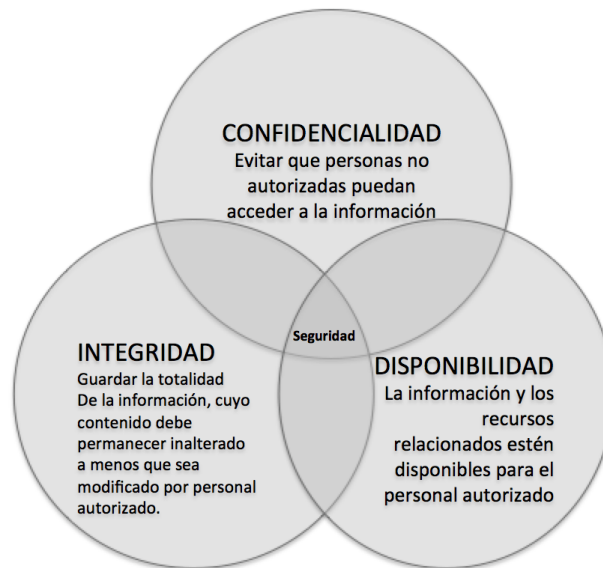 CONFIDENCIALIDAD
Evitar que personas no
autorizadas puedan
acceder a la información
Seguridad
INTEGRIDAD
Guardar la totalidad
De la información, cuyo
contenido debe
permanecer inalterado
a menos que sea
modificado por personal
autorizado.
DISPONIBILIDAD
La información y los
recursos
relacionados estén
disponibles para el
personal autorizado